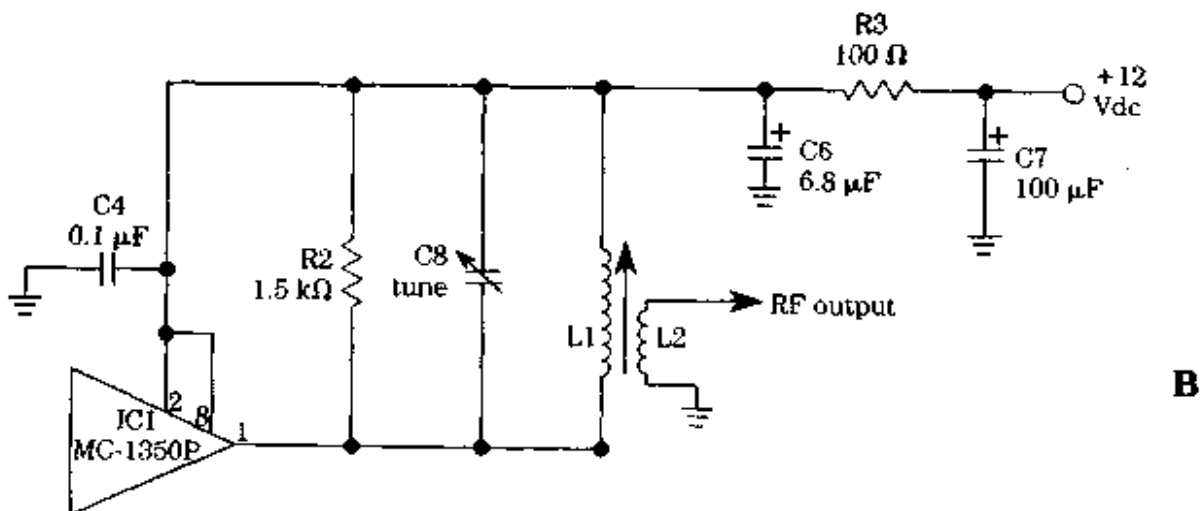 R3
100 Ω
+12
Vdc
C6
6.8 µF
C7
100 µF
C4
0.1 µF
R2
1.5 kΩ
C8
tune
L1
L2
RF output
B
2
8
1
IC1
MC-1350P